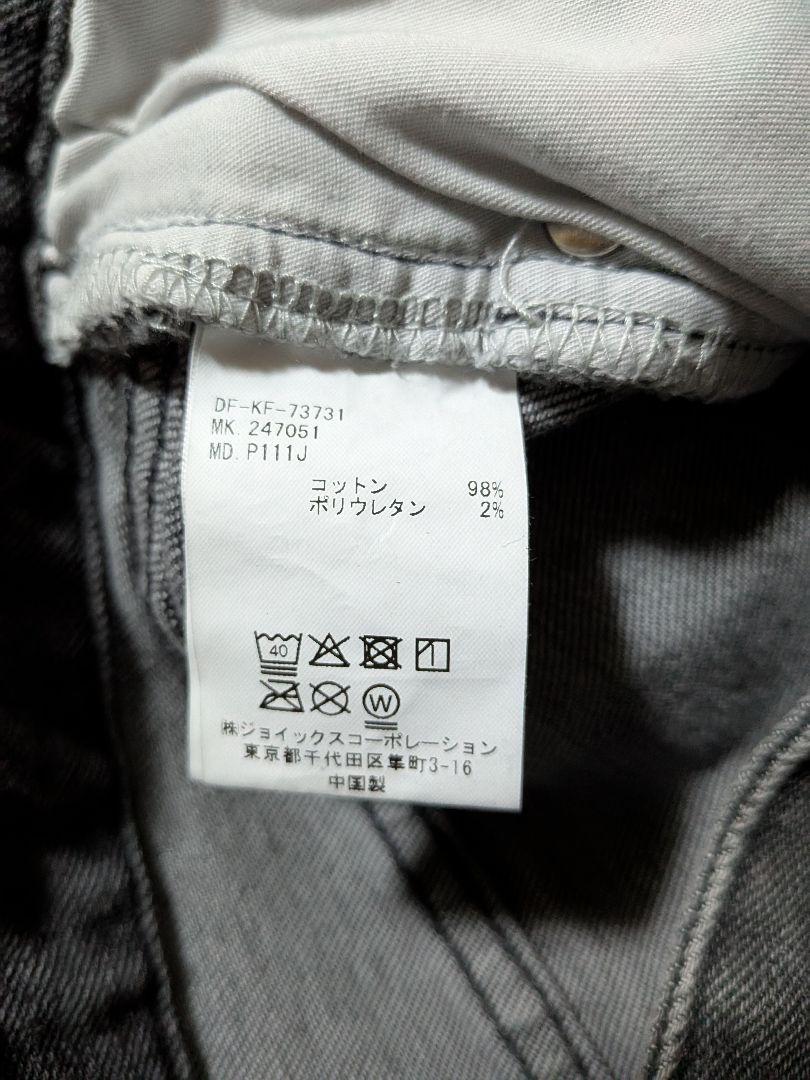 DF-KF-73731
MK. 247051
MD. P111J
コットン 98%
ポリウレタン 2%
40
W
㈱ジョイックスコーポレーション
東京都千代田区隼町3-16
中国製